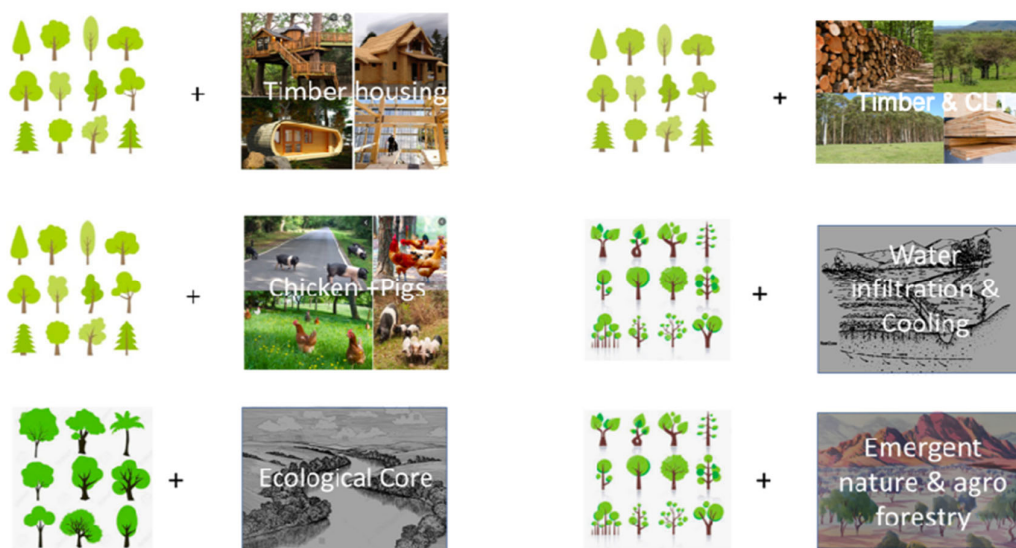 Timber housing
Timber & CLT
Chicken +Pigs
Water
infiltration &
Cooling
Ecological Core
Emergent
nature & agro
forestry